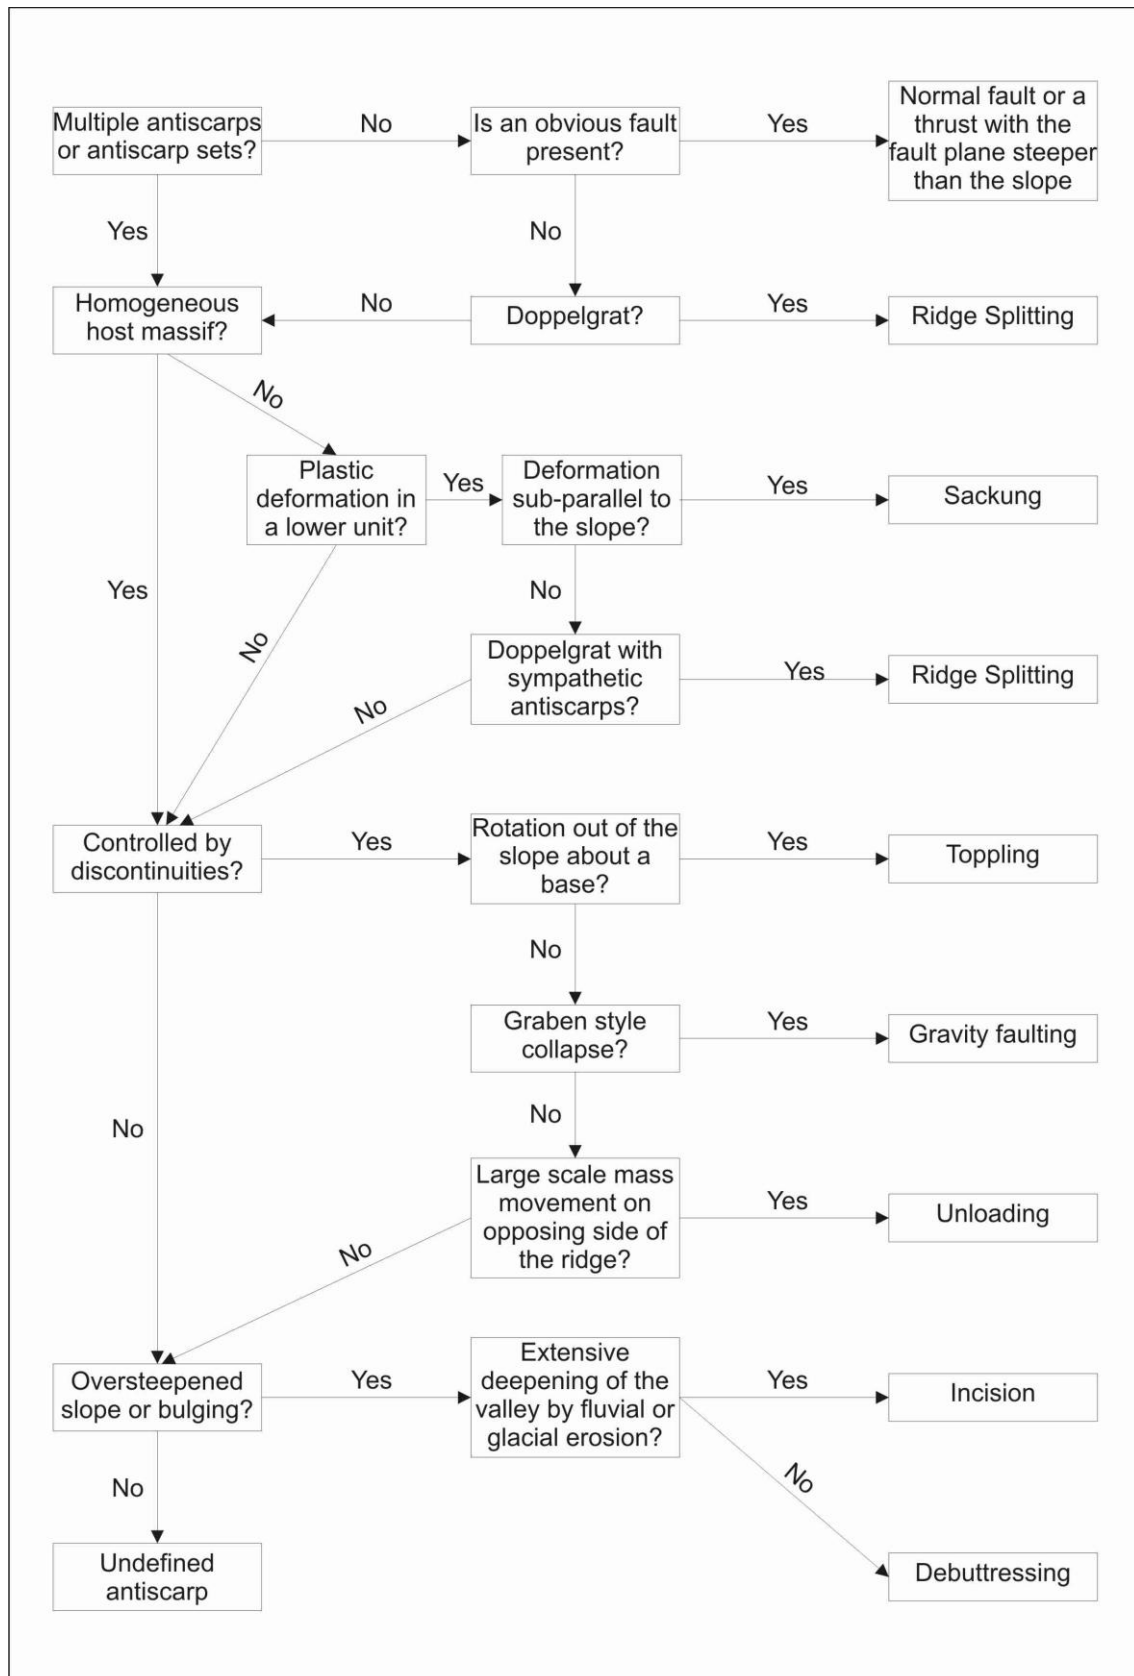 Multiple antiscarps
or antiscarp sets?
No
Is an obvious fault
present?
Yes
Normal fault or a
thrust with the
fault plane steeper
than the slope
Yes
No
Homogeneous
host massif?
No
Doppelgrat?
Yes
Ridge Splitting
No
Plastic
deformation in
a lower unit?
Yes
Deformation
sub-parallel to
the slope?
Yes
Sackung
Yes
No
No
Doppelgrat with
sympathetic
antiscarps?
Yes
Ridge Splitting
No
Controlled by
discontinuities?
Yes
Rotation out of the
slope about a
base?
Yes
Toppling
No
Graben style
collapse?
Yes
Gravity faulting
No
No
Large scale mass
movement on
opposing side of
the ridge?
Yes
Unloading
No
Oversteepened
slope or bulging?
Yes
Extensive
deepening of the
valley by fluvial or
glacial erosion?
Yes
Incision
No
No
Undefined
antiscarp
Debuttressing